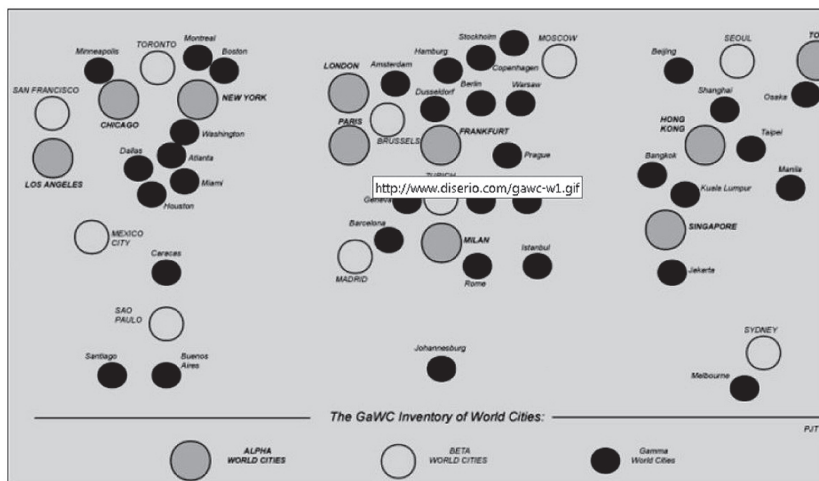 Minneapolis
TORONTO
Montreal
Boston
SAN FRANCISCO
CHICAGO
NEW YORK
LOS ANGELES
Washington
Dallas
Atlanta
Miami
Houston
MEXICO
CITY
Caracas
SAO
PAULO
Santiago
Buenos
Aires
LONDON
Amsterdam
Hamburg
Stockholm
Copenhagen
MOSCOW
PARIS
BRUSSELS
Dusseldorf
Berlin
Warsaw
FRANKFURT
Prague
http://www.diserio.com/gawc-w1.gif
Barcelona
MADRID
MILAN
Rome
Istanbul
Johannesburg
Beijing
SEOUL
TO
Osaka
Shanghai
HONG
KONG
Taipei
Bangkok
Kuala Lumpur
Manila
SINGAPORE
Jakarta
SYDNEY
Melbourne
The GaWC Inventory of World Cities:
PJT
ALPHA
WORLD CITIES
BETA
WORLD CITIES
Gamma
World Cities